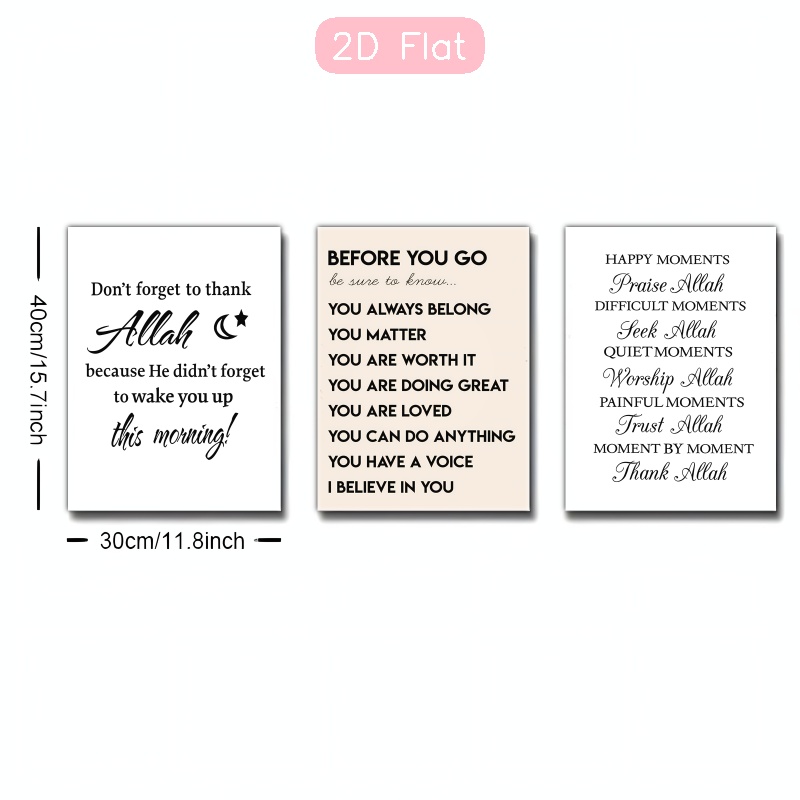 2D Flat
40cm/15.7inch
30cm/11.8inch
Don't forget to thank
Allah
because He didn't forget
to wake you up
this morning!
BEFORE YOU GO
be sure to know...
YOU ALWAYS BELONG
YOU MATTER
YOU ARE WORTH IT
YOU ARE DOING GREAT
YOU ARE LOVED
YOU CAN DO ANYTHING
YOU HAVE A VOICE
I BELIEVE IN YOU
HAPPY MOMENTS
Praise Allah
DIFFICULT MOMENTS
Seek Allah
QUIET MOMENTS
Worship Allah
PAINFUL MOMENTS
Trust Allah
MOMENT BY MOMENT
Thank Allah